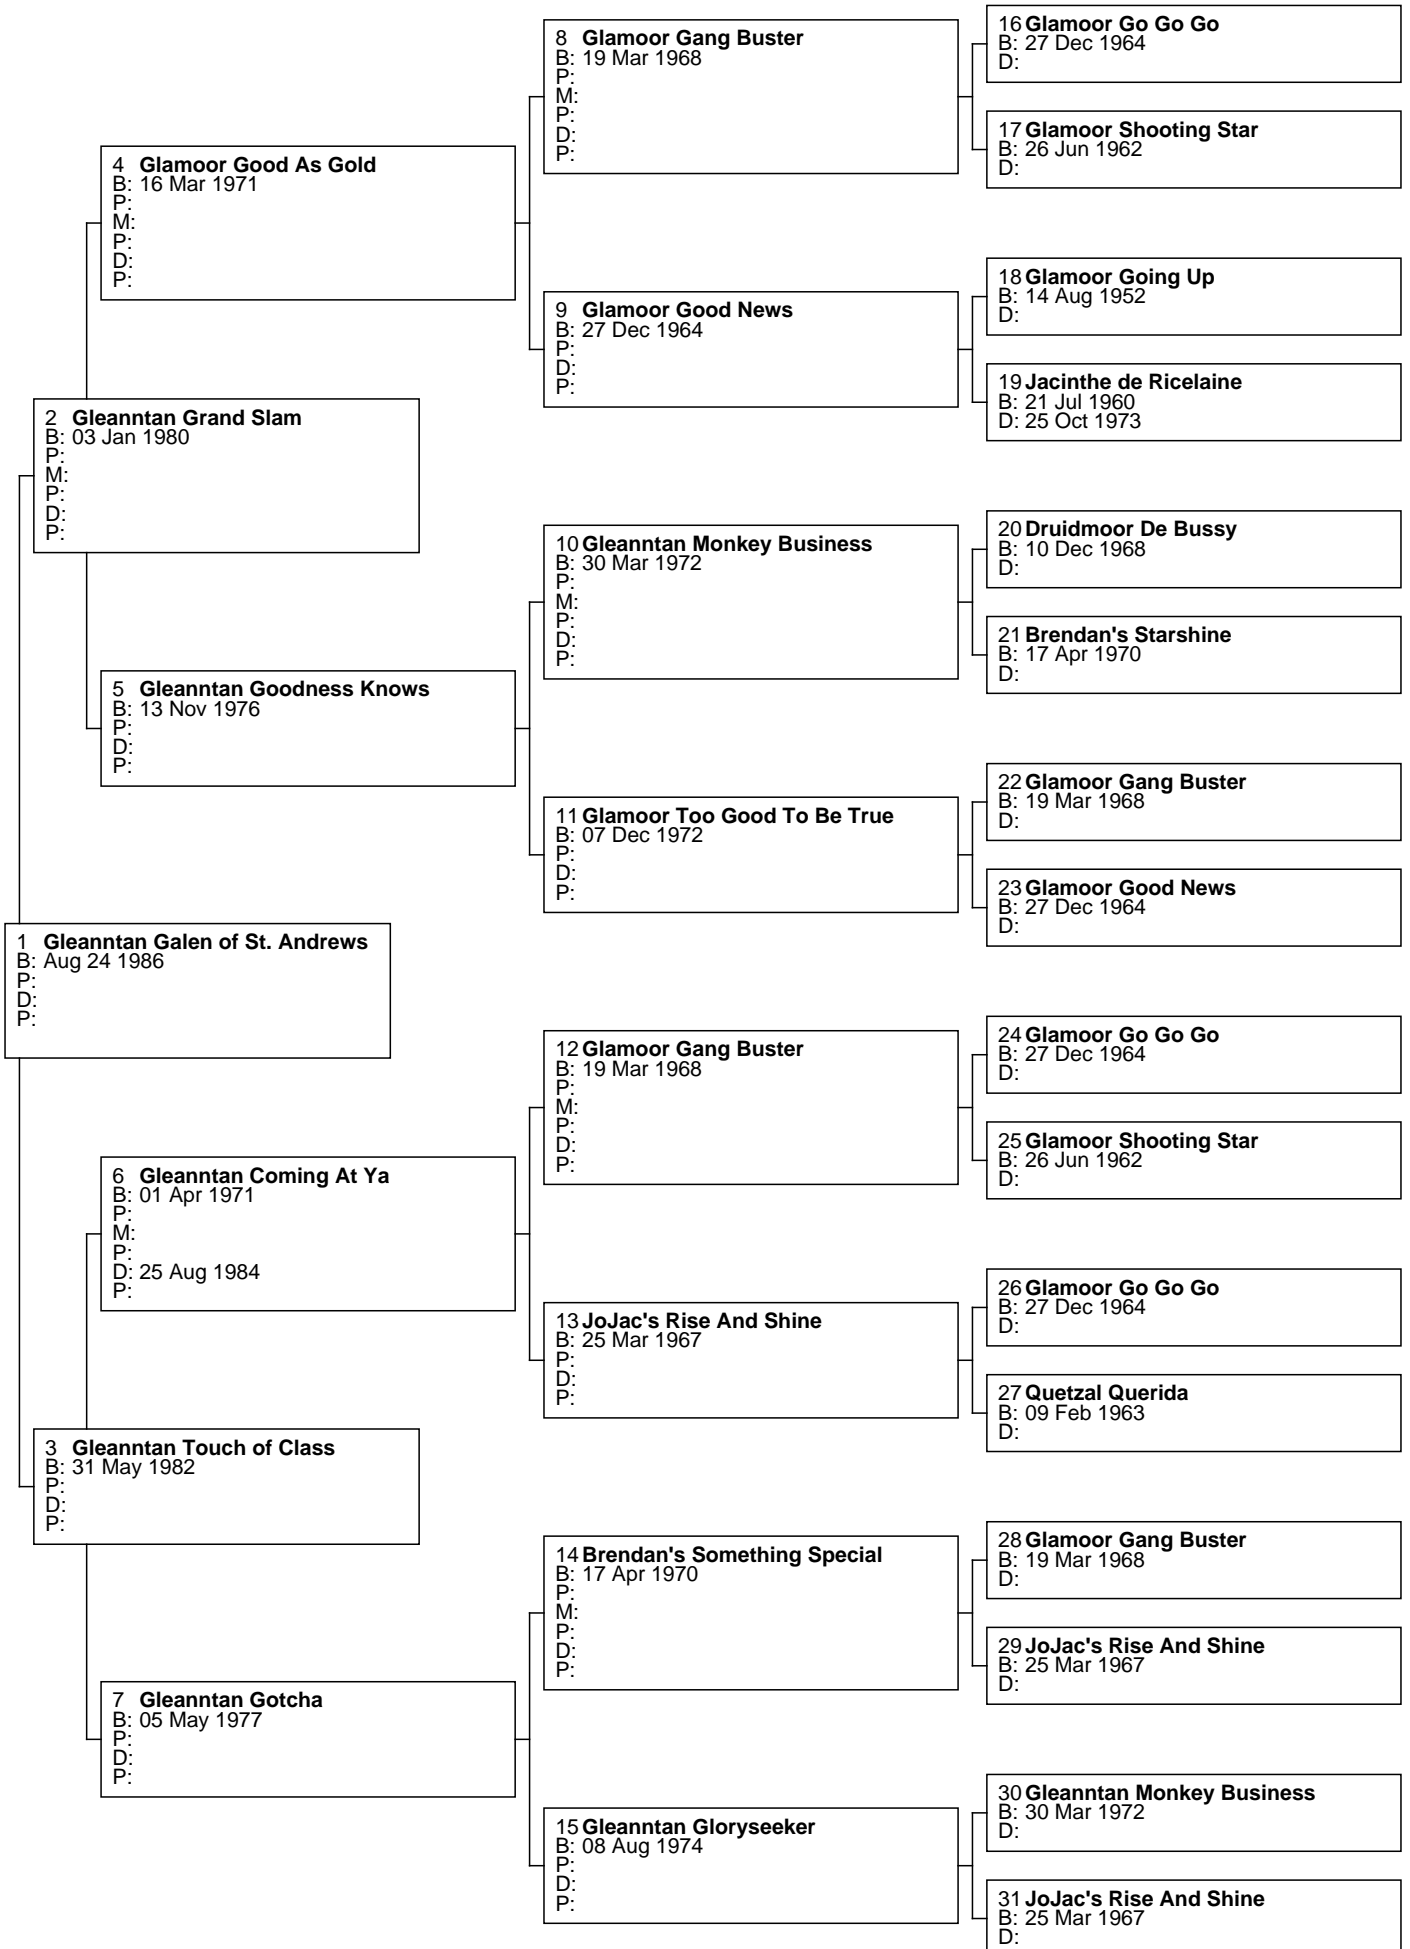 16 Glamoor Go Go Go
B: 27 Dec 1964
D:
8 Glamoor Gang Buster
B: 19 Mar 1968
P:
M:
P:
D:
P:
17 Glamoor Shooting Star
B: 26 Jun 1962
D:
4 Glamoor Good As Gold
B: 16 Mar 1971
P:
M:
P:
D:
P:
18 Glamoor Going Up
B: 14 Aug 1952
D:
9 Glamoor Good News
B: 27 Dec 1964
P:
D:
P:
19 Jacinthe de Ricelaine
B: 21 Jul 1960
D: 25 Oct 1973
2 Gleanntan Grand Slam
B: 03 Jan 1980
P:
M:
P:
D:
P:
20 Druidmoor De Bussy
B: 10 Dec 1968
D:
10 Gleanntan Monkey Business
B: 30 Mar 1972
P:
M:
P:
D:
P:
21 Brendan's Starshine
B: 17 Apr 1970
D:
5 Gleanntan Goodness Knows
B: 13 Nov 1976
P:
D:
P:
22 Glamoor Gang Buster
B: 19 Mar 1968
D:
11 Glamoor Too Good To Be True
B: 07 Dec 1972
P:
D:
P:
23 Glamoor Good News
B: 27 Dec 1964
D:
1 Gleanntan Galen of St. Andrews
B: Aug 24 1986
P:
D:
P:
24 Glamoor Go Go Go
B: 27 Dec 1964
D:
12 Glamoor Gang Buster
B: 19 Mar 1968
P:
M:
P:
D:
P:
25 Glamoor Shooting Star
B: 26 Jun 1962
D:
6 Gleanntan Coming At Ya
B: 01 Apr 1971
P:
M:
P:
D: 25 Aug 1984
P:
26 Glamoor Go Go Go
B: 27 Dec 1964
D:
13 JoJac's Rise And Shine
B: 25 Mar 1967
P:
D:
P:
27 Quetzal Querida
B: 09 Feb 1963
D:
3 Gleanntan Touch of Class
B: 31 May 1982
P:
D:
P:
28 Glamoor Gang Buster
B: 19 Mar 1968
D:
14 Brendan's Something Special
B: 17 Apr 1970
P:
M:
P:
D:
P:
29 JoJac's Rise And Shine
B: 25 Mar 1967
D:
7 Gleanntan Gotcha
B: 05 May 1977
P:
D:
P:
30 Gleanntan Monkey Business
B: 30 Mar 1972
D:
15 Gleanntan Gloryseeker
B: 08 Aug 1974
P:
D:
P:
31 JoJac's Rise And Shine
B: 25 Mar 1967
D: